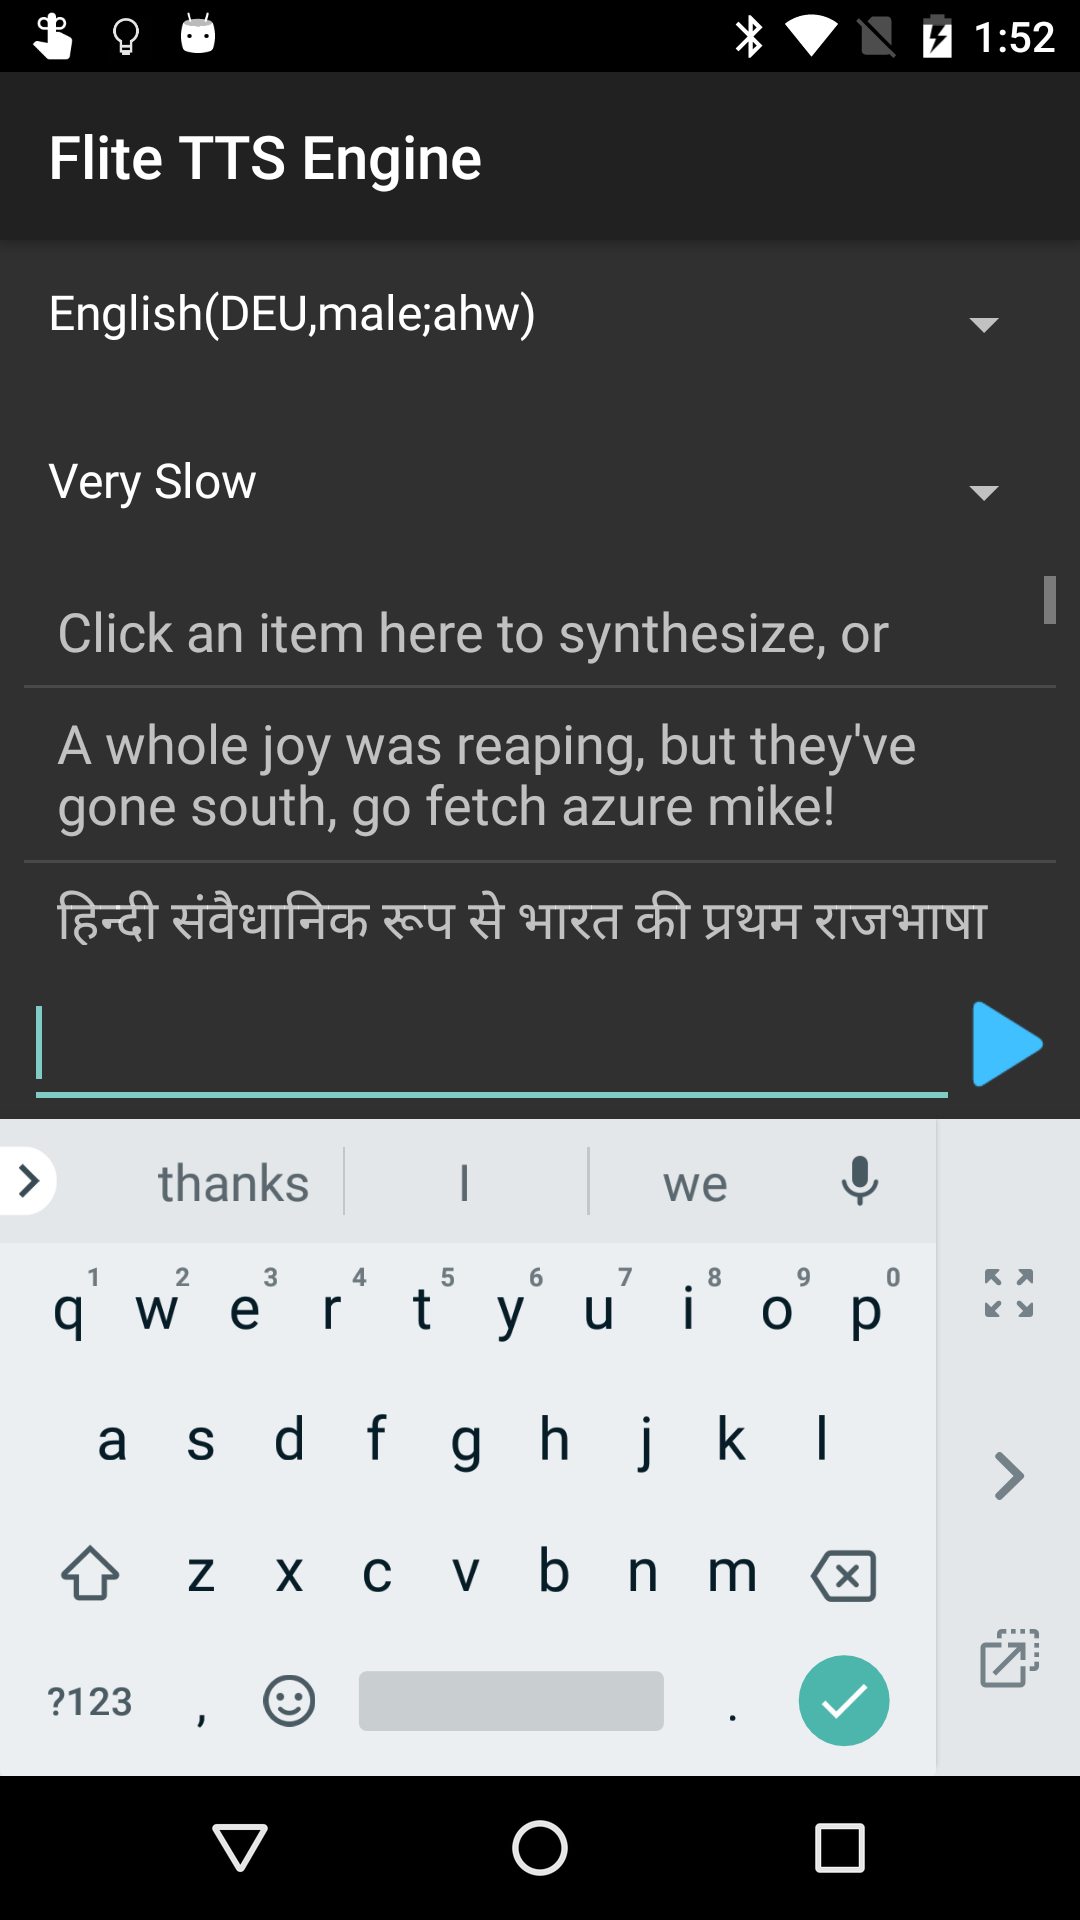 1:52
Flite TTS Engine
English(DEU,male;ahw)
Very Slow
Click an item here to synthesize, or
A whole joy was reaping, but they've
gone south, go fetch azure mike!
हिन्दी संवैधानिक रूप से भारत की प्रथम राजभाषा
thanks I we
1 2 3 4 5 6 7 8 9 0
q w e r t y u i o p
a s d f g h j k l
z x c v b n m
?123 , .